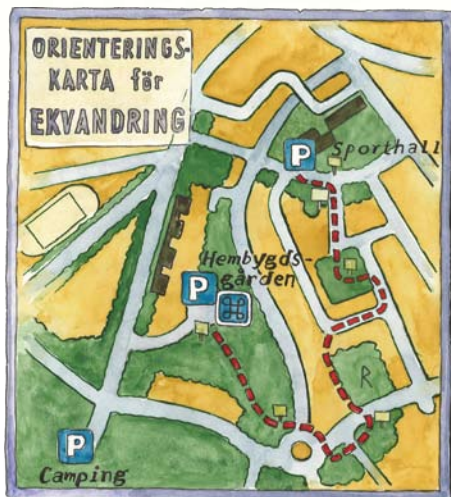 ORIENTERINGS-
KARTA för
EKVANDRING
P
Sporthall
Hembygds-
gården
P
R
P
Camping